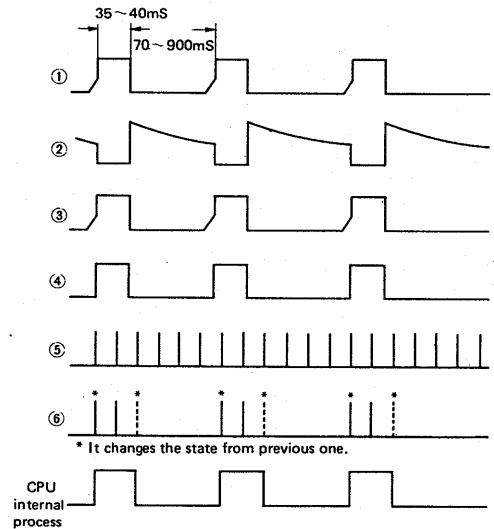 35~40mS
70~900mS
①
②
③
④
⑤
* * * * * *
⑥
* It changes the state from previous one.
CPU
internal
process